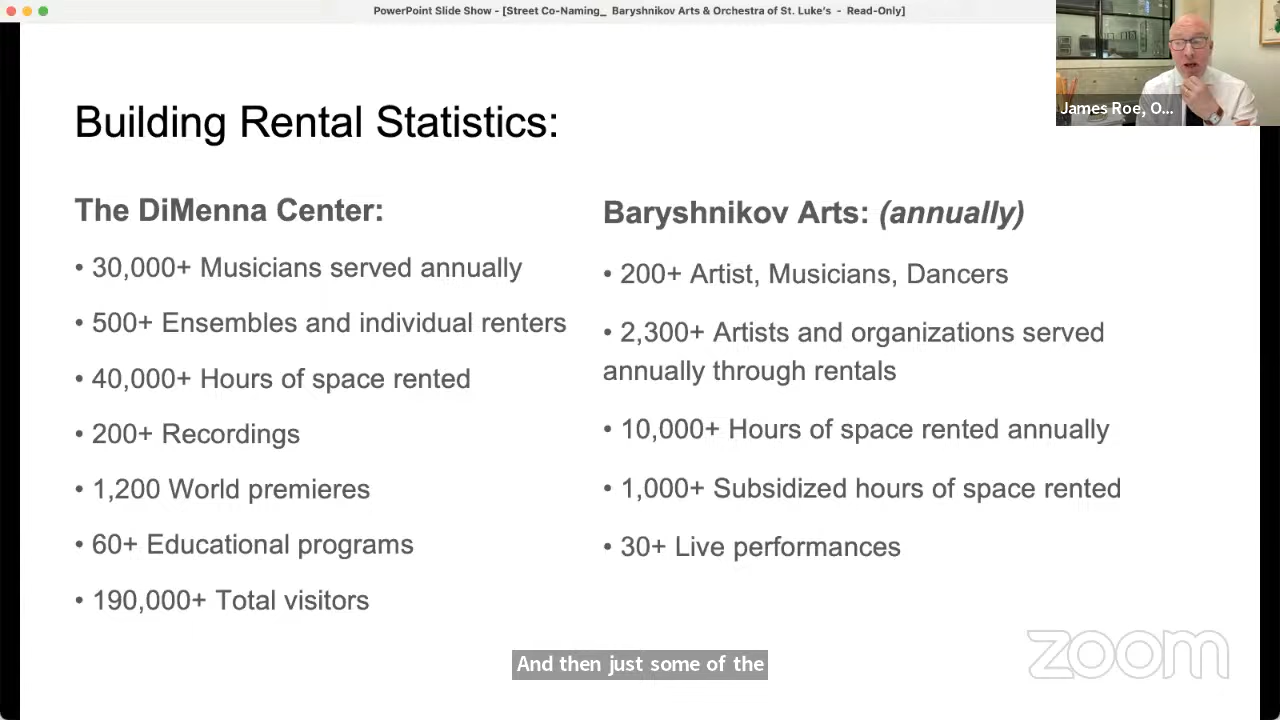 PowerPoint Slide Show - [Street Co-Naming_ Baryshnikov Arts & Orchestra of St. Luke's - Read-Only]
James Roe, O...
Building Rental Statistics:
The DiMenna Center:
• 30,000+ Musicians served annually
• 500+ Ensembles and individual renters
• 40,000+ Hours of space rented
• 200+ Recordings
• 1,200 World premieres
• 60+ Educational programs
• 190,000+ Total visitors
Baryshnikov Arts: (annually)
• 200+ Artist, Musicians, Dancers
• 2,300+ Artists and organizations served
annually through rentals
• 10,000+ Hours of space rented annually
• 1,000+ Subsidized hours of space rented
• 30+ Live performances
And then just some of the
zoom